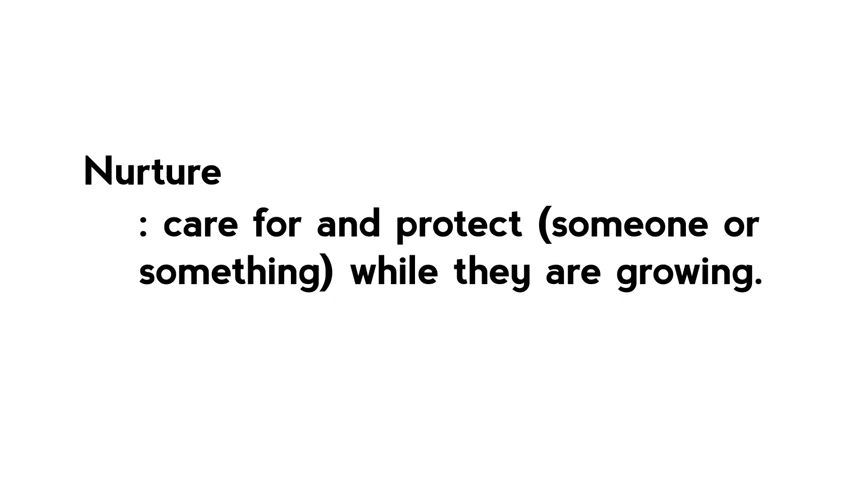 Nurture
: care for and protect (someone or
something) while they are growing.